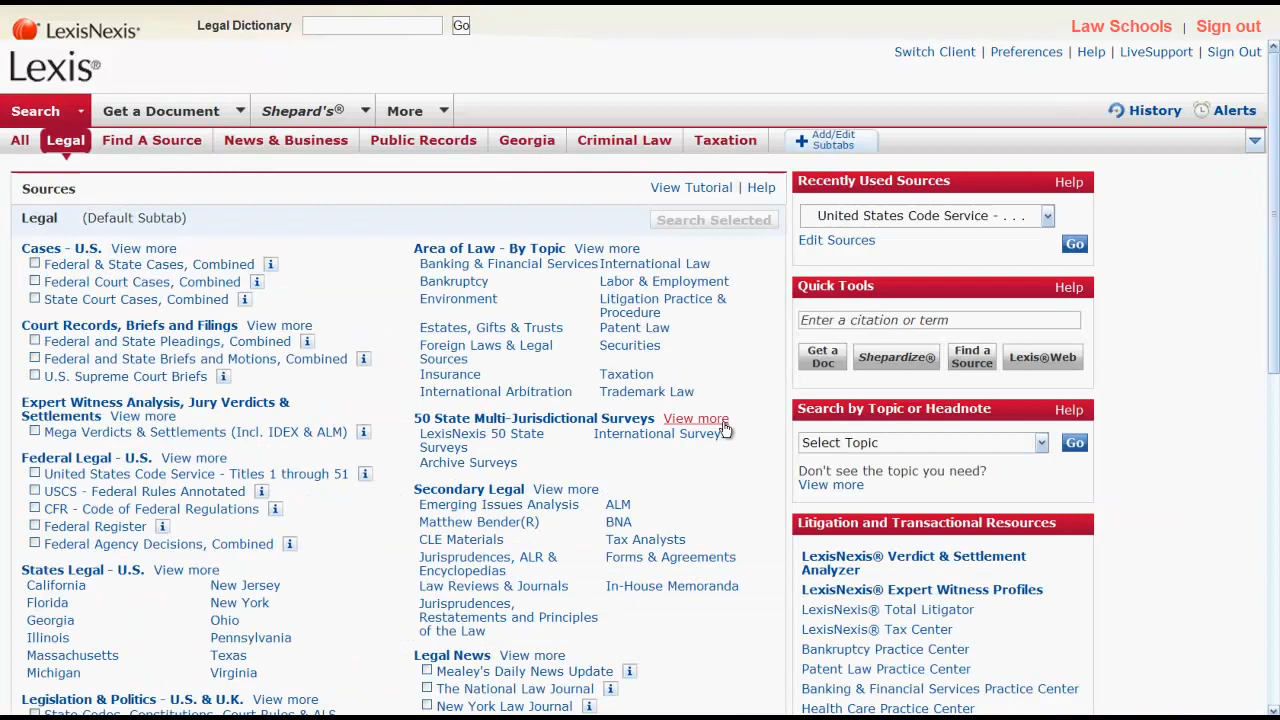 LexisNexis®
Legal Dictionary
Go
Law Schools | Sign out
Lexis®
Switch Client | Preferences | Help | LiveSupport | Sign Out
Search
Get a Document
Shepard's®
More
History
Alerts
All
Legal
Find A Source
News & Business
Public Records
Georgia
Criminal Law
Taxation
Add/Edit
Subtabs
Sources
View Tutorial | Help
Legal (Default Subtab)
Search Selected
Cases - U.S. View more
Federal & State Cases, Combined
Federal Court Cases, Combined
State Court Cases, Combined
Court Records, Briefs and Filings View more
Federal and State Pleadings, Combined
Federal and State Briefs and Motions, Combined
U.S. Supreme Court Briefs
Expert Witness Analysis, Jury Verdicts &
Settlements View more
Mega Verdicts & Settlements (Incl. IDEX & ALM)
Federal Legal - U.S. View more
United States Code Service - Titles 1 through 51
USCS - Federal Rules Annotated
CFR - Code of Federal Regulations
Federal Register
Federal Agency Decisions, Combined
States Legal - U.S. View more
California
New Jersey
Florida
New York
Georgia
Ohio
Illinois
Pennsylvania
Massachusetts
Texas
Michigan
Virginia
Legislation & Politics - U.S. & U.K. View more
State Codes, Constitutions, Court Rules & ALS,
Area of Law - By Topic View more
Banking & Financial Services
International Law
Bankruptcy
Labor & Employment
Environment
Litigation Practice &
Procedure
Estates, Gifts & Trusts
Patent Law
Foreign Laws & Legal
Sources
Securities
Insurance
Taxation
International Arbitration
Trademark Law
50 State Multi-Jurisdictional Surveys View more
LexisNexis 50 State
Surveys
International Surveys
Archive Surveys
Secondary Legal View more
Emerging Issues Analysis
ALM
Matthew Bender(R)
BNA
CLE Materials
Tax Analysts
Jurisprudences, ALR &
Encyclopedias
Forms & Agreements
Law Reviews & Journals
In-House Memoranda
Jurisprudences,
Restatements and Principles
of the Law
Legal News View more
Mealey's Daily News Update
The National Law Journal
New York Law Journal
Recently Used Sources
Help
United States Code Service - . . .
Edit Sources
Go
Quick Tools
Help
Enter a citation or term
Get a
Doc
Shepardize®
Find a
Source
Lexis®Web
Search by Topic or Headnote
Help
Select Topic
Go
Don't see the topic you need?
View more
Litigation and Transactional Resources
LexisNexis® Verdict & Settlement
Analyzer
LexisNexis® Expert Witness Profiles
LexisNexis® Total Litigator
LexisNexis® Tax Center
Bankruptcy Practice Center
Patent Law Practice Center
Banking & Financial Services Practice Center
Health Care Practice Center